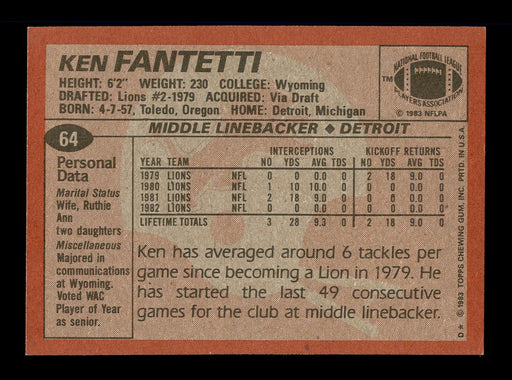 KEN FANTETTI
HEIGHT: 6'2" WEIGHT: 230 COLLEGE: Wyoming
DRAFTED: Lions #2-1979 ACQUIRED: Via Draft
BORN: 4-7-57, Toledo, Oregon HOME: Detroit, Michigan
NATIONAL FOOTBALL LEAGUE
PLAYERS ASSOCIATION
TM
© 1983 NFLPA
64
MIDDLE LINEBACKER ◆ DETROIT
Personal
Data
Marital Status
Wife, Ruthie
Ann
two daughters
Miscellaneous
Majored in
communications
at Wyoming.
Voted WAC
Player of Year
as senior.
INTERCEPTIONS KICKOFF RETURNS
YEAR TEAM NO YDS AVG TDS NO YDS AVG TDS
1979 LIONS NFL 0 0 0.0 0 2 18 9.0 0
1980 LIONS NFL 1 10 10.0 0 0 0 0.0 0
1981 LIONS NFL 2 18 9.0 0 0 0 0.0 0
1982 LIONS NFL 0 0 0.0 0 0 0 0.0 0
LIFETIME TOTALS 3 28 9.3 0 2 18 9.0 0
Ken has averaged around 6 tackles per
game since becoming a Lion in 1979. He
has started the last 49 consecutive
games for the club at middle linebacker.
D* © 1983 TOPPS CHEWING GUM, INC. PRTD. IN U.S.A.